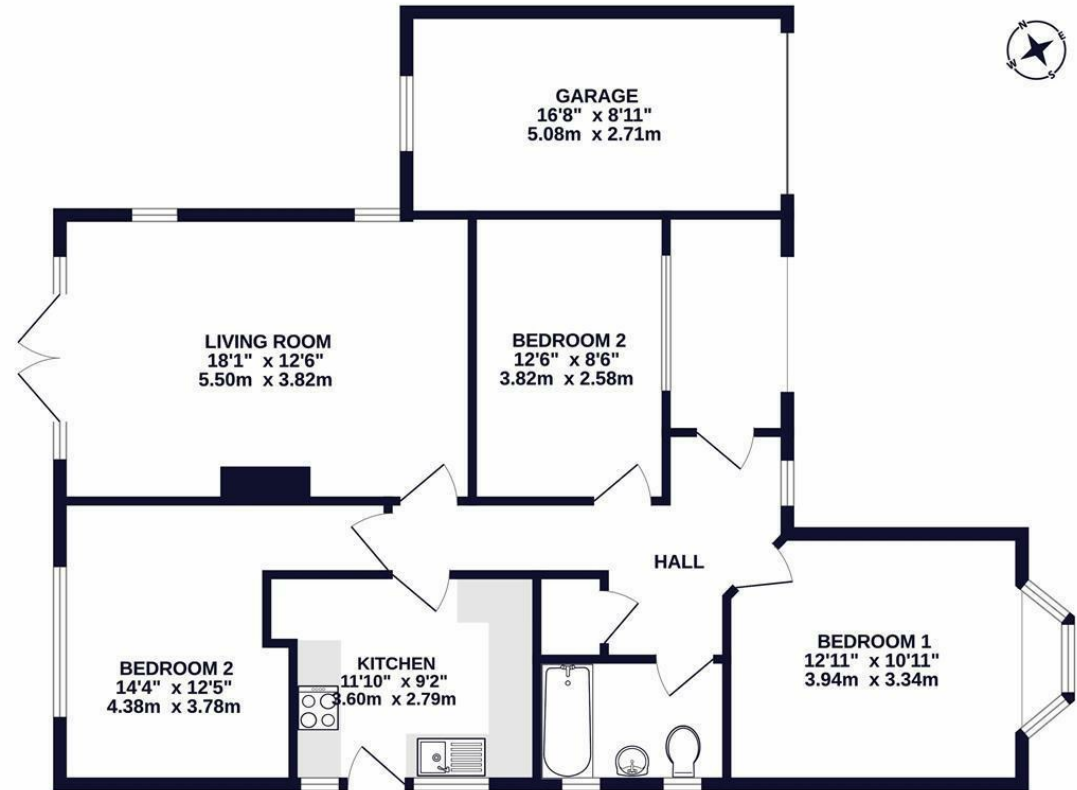 N
E
S
W
GARAGE
16'8" x 8'11"
5.08m x 2.71m
LIVING ROOM
18'1" x 12'6"
5.50m x 3.82m
BEDROOM 2
12'6" x 8'6"
3.82m x 2.58m
HALL
BEDROOM 2
14'4" x 12'5"
4.38m x 3.78m
KITCHEN
11'10" x 9'2"
3.60m x 2.79m
BEDROOM 1
12'11" x 10'11"
3.94m x 3.34m